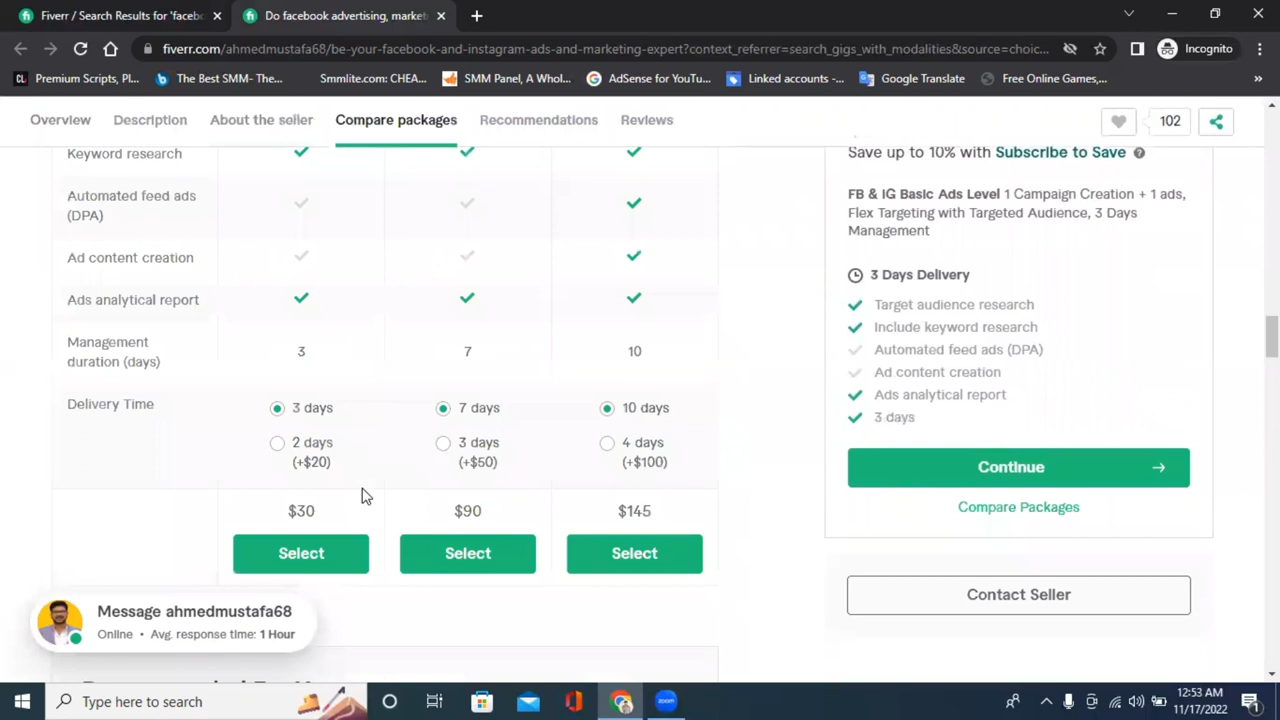 Fiverr / Search Results for 'facebo
Do facebook advertising, market
fiverr.com/ahmedmustafa68/be-your-facebook-and-instagram-ads-and-marketing-expert?context_referrer=search_gigs_with_modalities&source=choic...
Incognito
Premium Scripts, Pl...
The Best SMM- The...
Smmlite.com: CHEA...
SMM Panel, A Whol...
AdSense for YouTu...
Linked accounts -...
Google Translate
Free Online Games,...
»
Overview
Description
About the seller
Compare packages
Recommendations
Reviews
102
Keyword research
Automated feed ads
(DPA)
Ad content creation
Ads analytical report
Management
duration (days)
3
7
10
Delivery Time
3 days
7 days
10 days
2 days
(+$20)
3 days
(+$50)
4 days
(+$100)
$30
$90
$145
Select
Select
Select
Save up to 10% with Subscribe to Save
FB & IG Basic Ads Level 1 Campaign Creation + 1 ads,
Flex Targeting with Targeted Audience, 3 Days
Management
3 Days Delivery
Target audience research
Include keyword research
Automated feed ads (DPA)
Ad content creation
Ads analytical report
3 days
Continue
Compare Packages
Contact Seller
Message ahmedmustafa68
Online • Avg. response time: 1 Hour
Type here to search
zoom
12:53 AM
11/17/2022
1